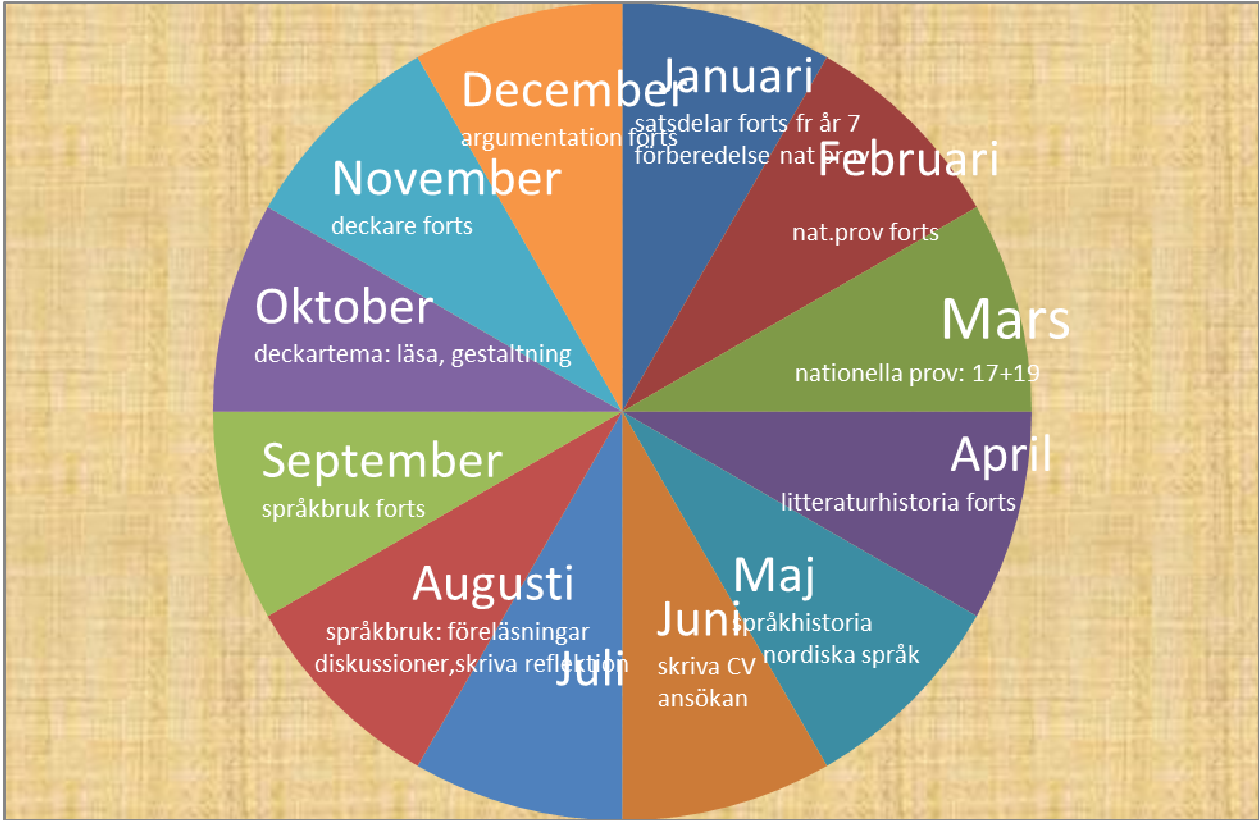 Januari
satsdelar forts fr år 7
förberedelse nat prov
Februari
nat.prov forts
Mars
nationella prov: 17+19
April
litteraturhistoria forts
Maj
språkhistoria
nordiska språk
Juni
skriva CV
ansökan
Juli
Augusti
språkbruk: föreläsningar
diskussioner,skriva reflektion
September
språkbruk forts
Oktober
deckartema: läsa, gestaltning
November
deckare forts
December
argumentation forts